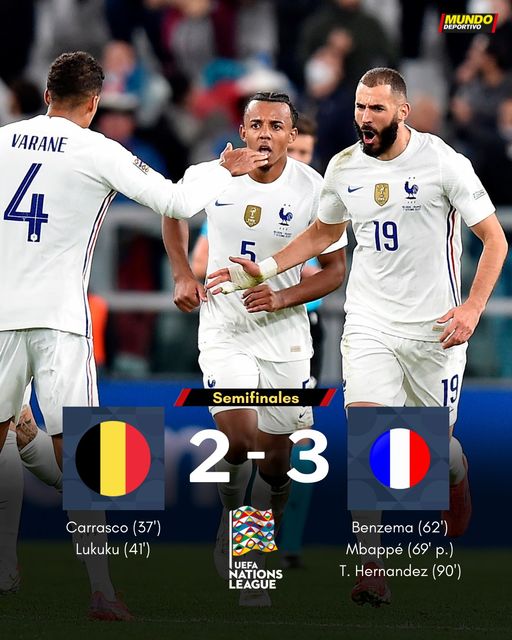 MUNDO
DEPORTIVO
VARANE
4
5
19
19
Semifinales
2 - 3
Carrasco (37')
Lukuku (41')
Benzema (62')
Mbappé (69' p.)
T. Hernandez (90')
UEFA
NATIONS
LEAGUE